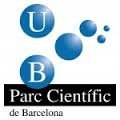 U
B
Parc Científic
de Barcelona